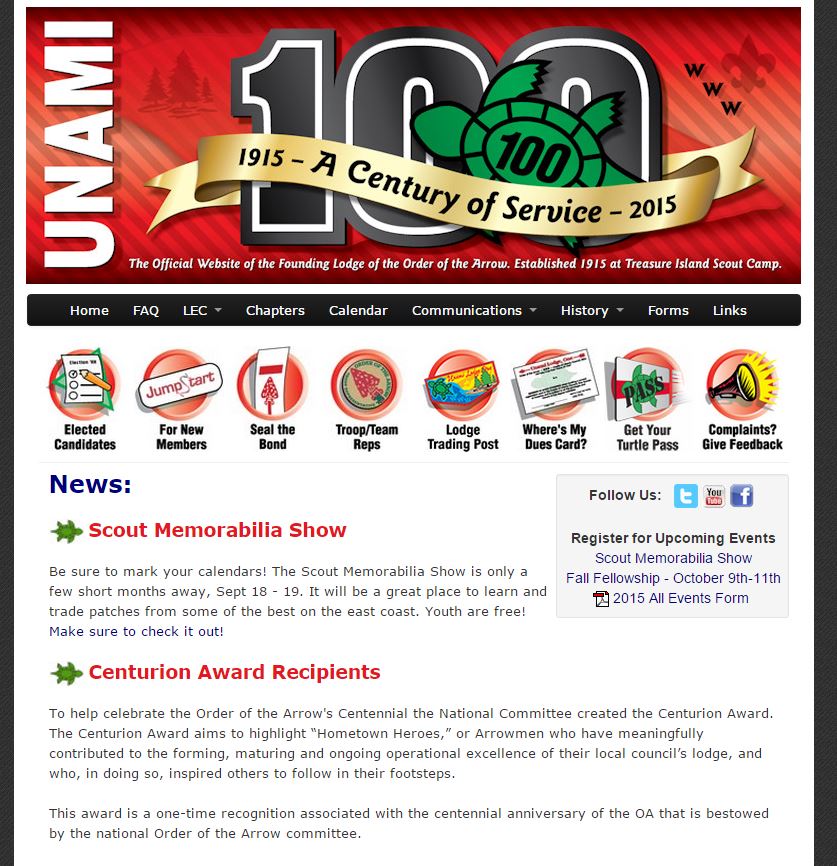 UNAMI
100
W
W
W
100
1915 – A Century of Service – 2015
The Official Website of the Founding Lodge of the Order of the Arrow. Established 1915 at Treasure Island Scout Camp.
Home FAQ LEC Chapters Calendar Communications History Forms Links
JumpStart
PASS
Elected
Candidates
For New
Members
Seal the
Bond
Troop/Team
Reps
Lodge
Trading Post
Where's My
Dues Card?
Get Your
Turtle Pass
Complaints?
Give Feedback
News:
Scout Memorabilia Show
Be sure to mark your calendars! The Scout Memorabilia Show is only a
few short months away, Sept 18 - 19. It will be a great place to learn and
trade patches from some of the best on the east coast. Youth are free!
Make sure to check it out!
Follow Us:
You
Tube
Register for Upcoming Events
Scout Memorabilia Show
Fall Fellowship - October 9th-11th
2015 All Events Form
Centurion Award Recipients
To help celebrate the Order of the Arrow's Centennial the National Committee created the Centurion Award.
The Centurion Award aims to highlight “Hometown Heroes,” or Arrowmen who have meaningfully
contributed to the forming, maturing and ongoing operational excellence of their local council’s lodge, and
who, in doing so, inspired others to follow in their footsteps.
This award is a one-time recognition associated with the centennial anniversary of the OA that is bestowed
by the national Order of the Arrow committee.